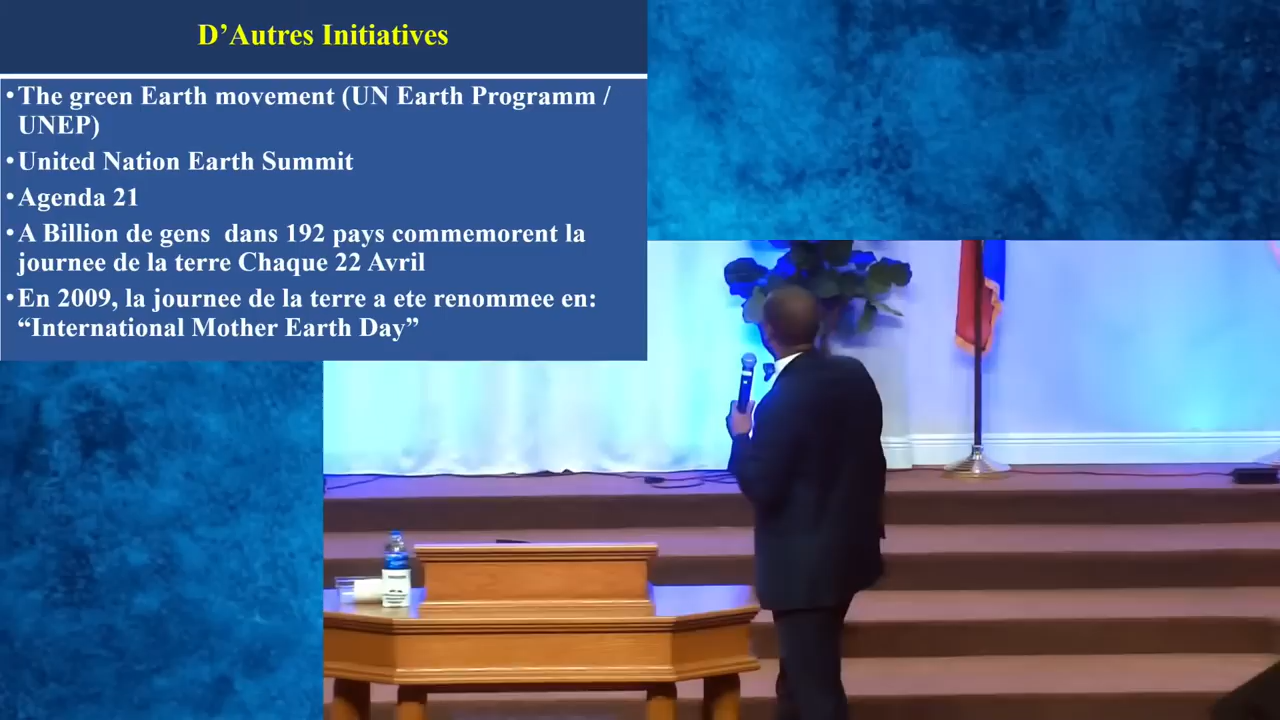 D’Autres Initiatives
•The green Earth movement (UN Earth Programm /
UNEP)
•United Nation Earth Summit
•Agenda 21
•A Billion de gens  dans 192 pays commemorent la
journee de la terre Chaque 22 Avril
•En 2009, la journee de la terre a ete renommee en:
“International Mother Earth Day”